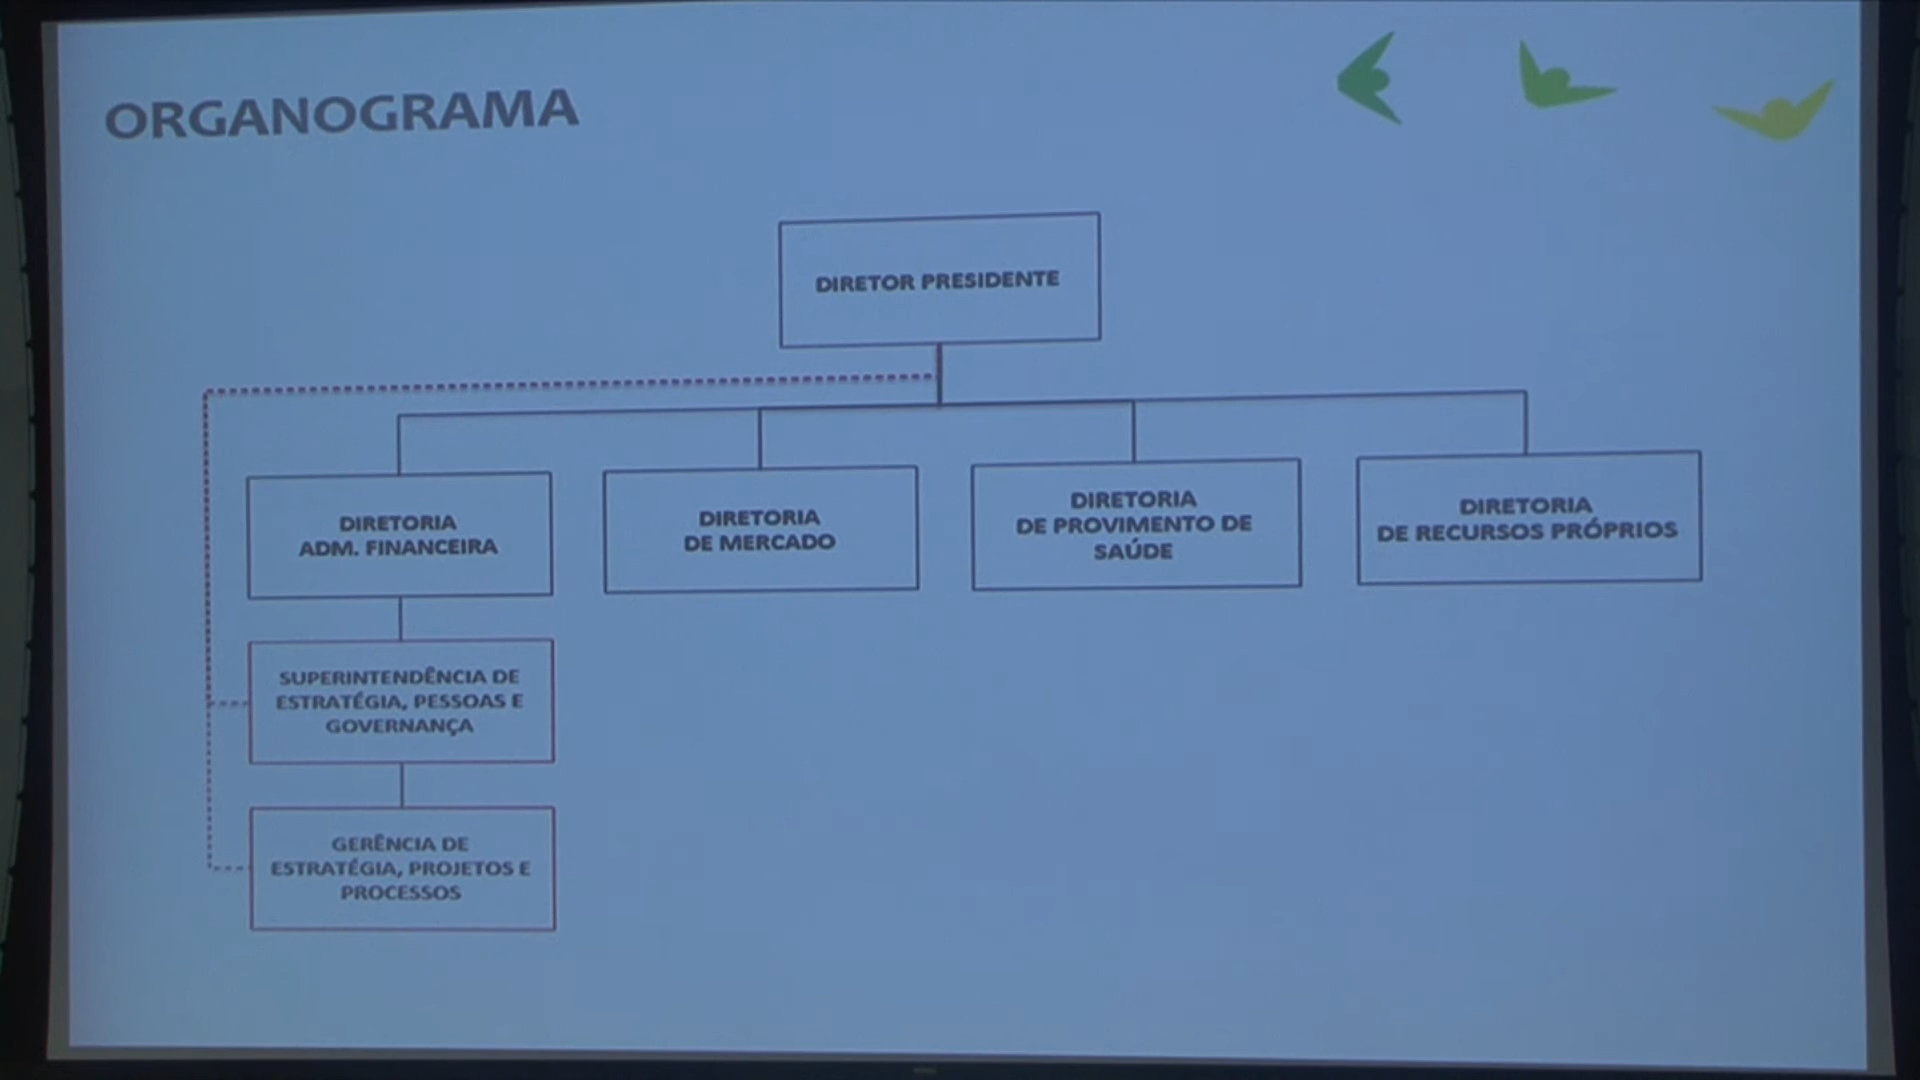 ORGANOGRAMA
DIRETOR PRESIDENTE
DIRETORIA
ADM. FINANCEIRA
DIRETORIA
DE MERCADO
DIRETORIA
DE PROVIMENTO DE
SAÚDE
DIRETORIA
DE RECURSOS PRÓPRIOS
SUPERINTENDÊNCIA DE
ESTRATÉGIA, PESSOAS E
GOVERNANÇA
GERÊNCIA DE
ESTRATÉGIA, PROJETOS E
PROCESSOS